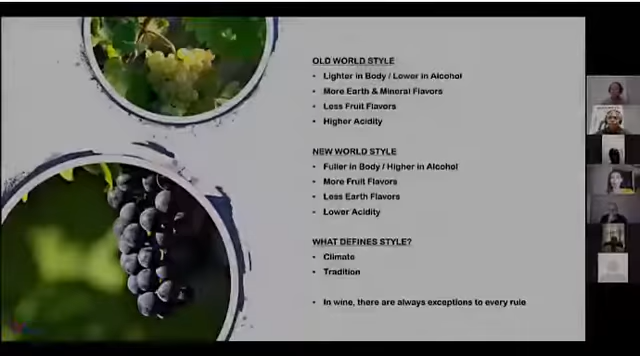 OLD WORLD STYLE
• Lighter in Body / Lower in Alcohol
• More Earth & Mineral Flavors
• Less Fruit Flavors
• Higher Acidity
NEW WORLD STYLE
• Fuller in Body / Higher in Alcohol
• More Fruit Flavors
• Less Earth Flavors
• Lower Acidity
WHAT DEFINES STYLE?
• Climate
• Tradition
• In wine, there are always exceptions to every rule